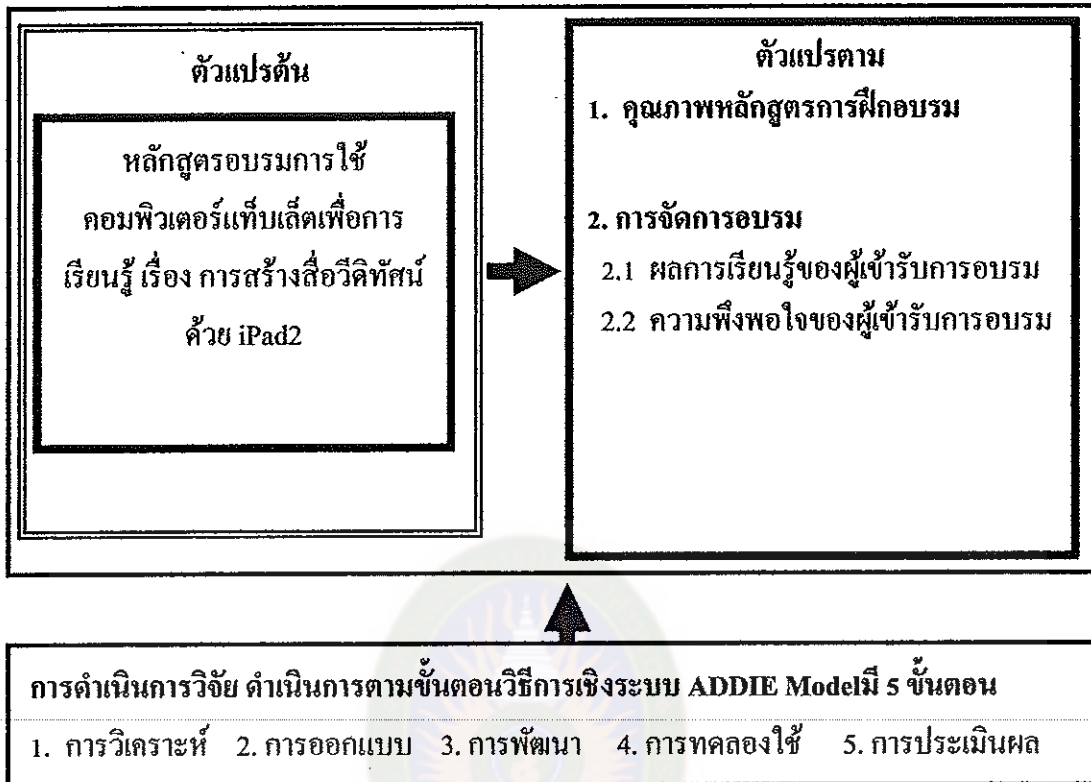 ตัวแปรต้น
หลักสูตรอบรมการใช้
คอมพิวเตอร์แท็บเล็ตเพื่อการ
เรียนรู้ เรื่อง การสร้างสื่อวีดิทัศน์
ด้วย iPad2
ตัวแปรตาม
1. คุณภาพหลักสูตรการฝึกอบรม
2. การจัดการอบรม
2.1 ผลการเรียนรู้ของผู้เข้ารับการอบรม
2.2 ความพึงพอใจของผู้เข้ารับการอบรม
การดำเนินการวิจัย ดำเนินการตามขั้นตอนวิธีการเชิงระบบ ADDIE Modelมี 5 ขั้นตอน
1. การวิเคราะห์ 2. การออกแบบ 3. การพัฒนา 4. การทดลองใช้ 5. การประเมินผล